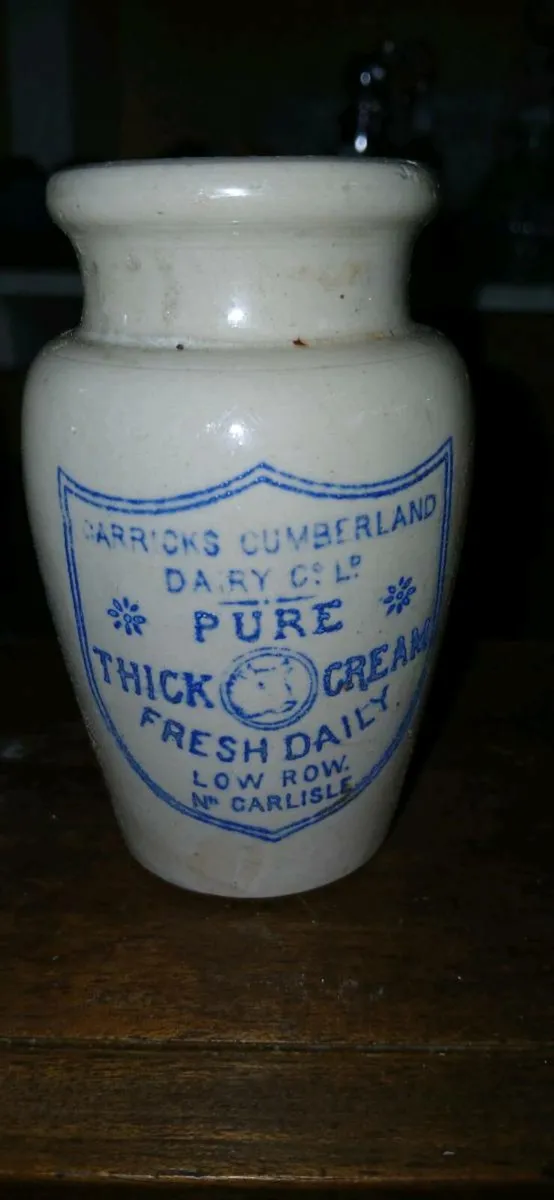 CARRICKS CUMBERLAND
DAIRY Cº Lᴰ
PURE
THICK CREAM
FRESH DAILY.
LOW ROW.
Nᴿ CARLISLE